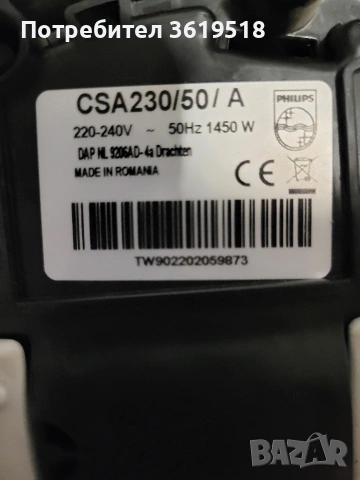 Потребител 3619518
CSA230/50/A
PHILIPS
220-240V ~ 50Hz 1450 W
DAP NL 9206AD-4a Drachten
MADE IN ROMANIA
CE
TW902202059873
BAZAR